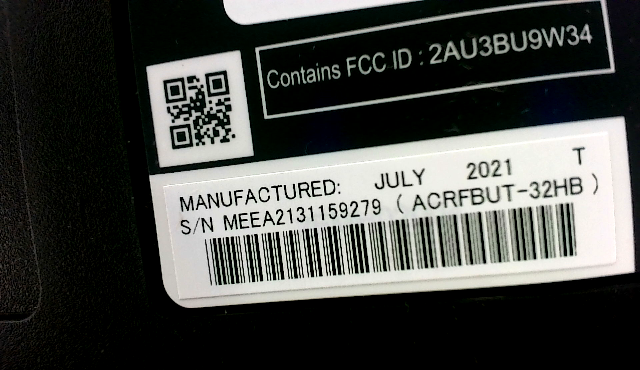 Contains FCC ID : 2AU3BU9W34
MANUFACTURED: JULY 2021 T
S/N MEEA2131159279 ( ACRFBUT-32HB )